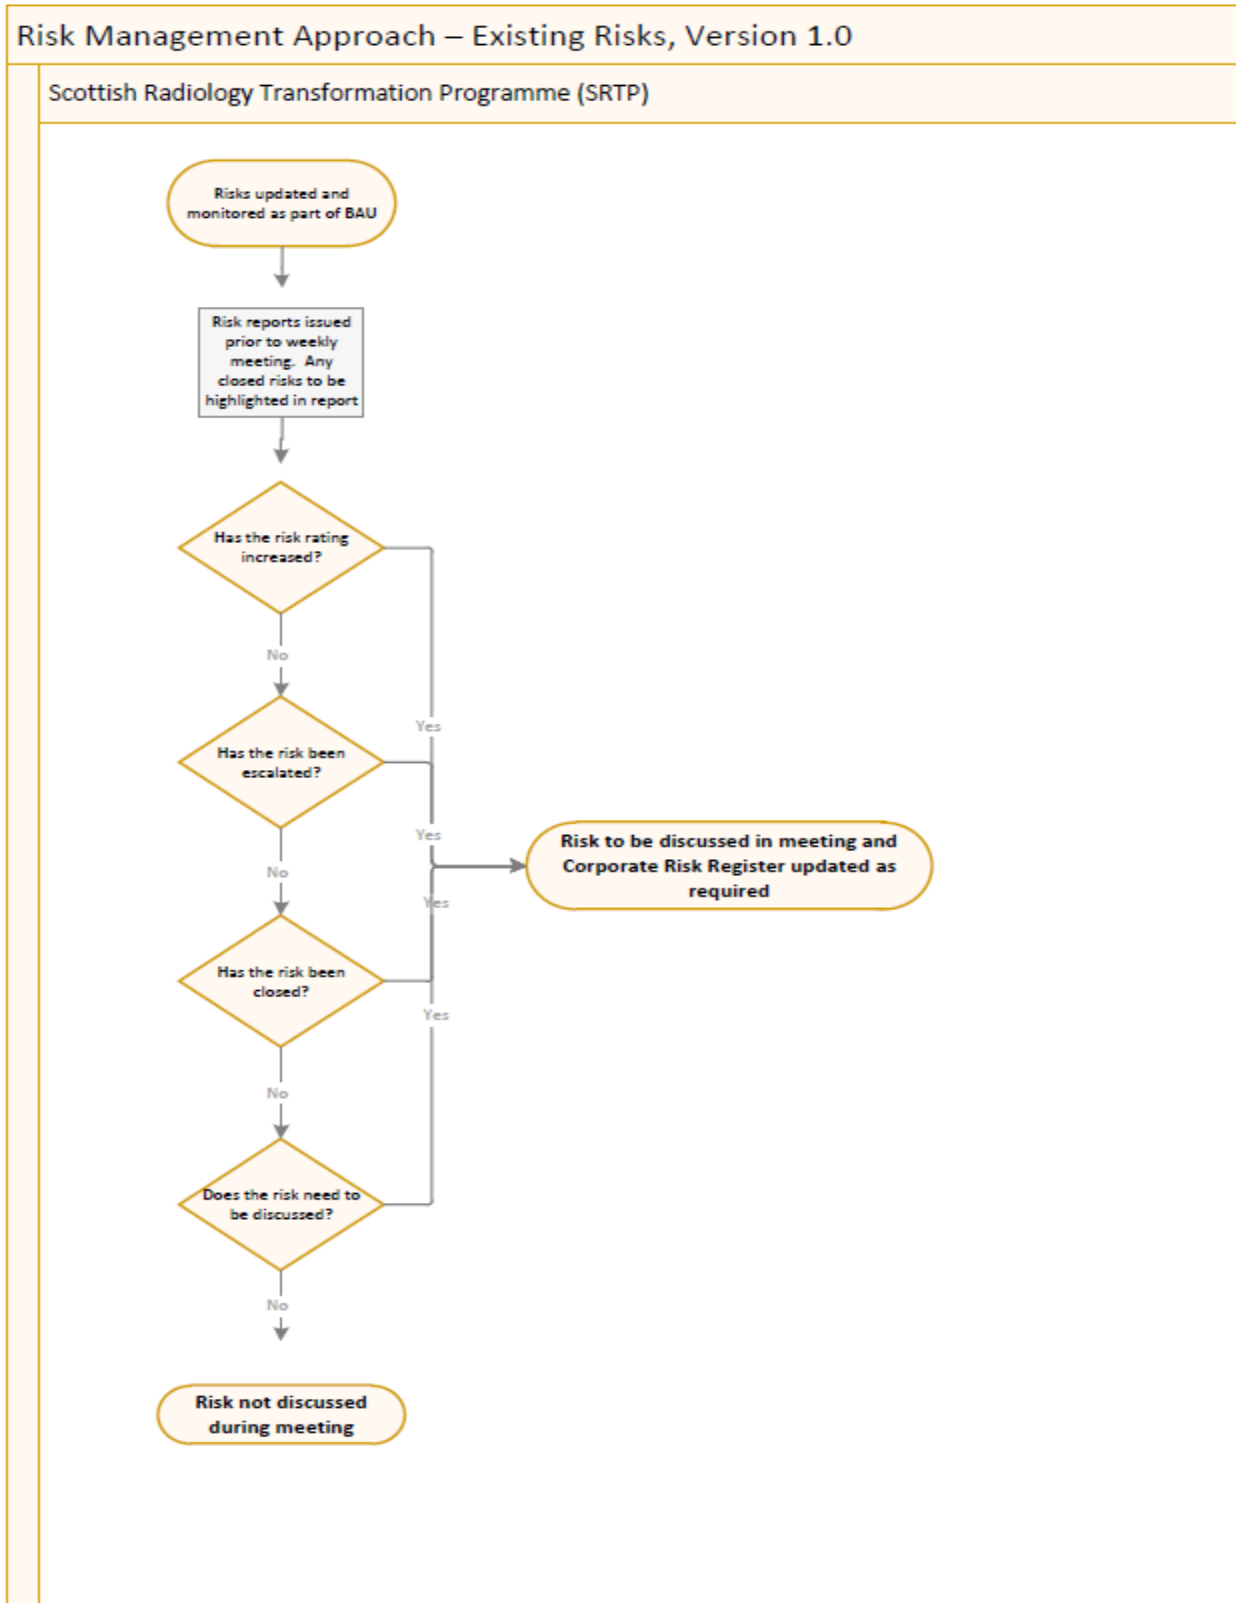 Risk Management Approach – Existing Risks, Version 1.0
Scottish Radiology Transformation Programme (SRTP)
Risks updated and
monitored as part of BAU
Risk reports issued
prior to weekly
meeting.  Any
closed risks to be
highlighted in report
Has the risk rating
increased?
No
Yes
Has the risk been
escalated?
Yes
Risk to be discussed in meeting and
Corporate Risk Register updated as
required
No
Yes
Has the risk been
closed?
Yes
No
Does the risk need to
be discussed?
No
Risk not discussed
during meeting